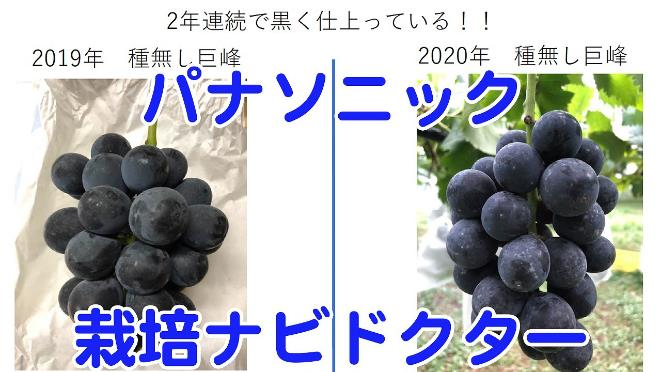 2年連続で黒く仕上っている！！
2019年　種無し巨峰
2020年　種無し巨峰
パナソニック
栽培ナビドクター